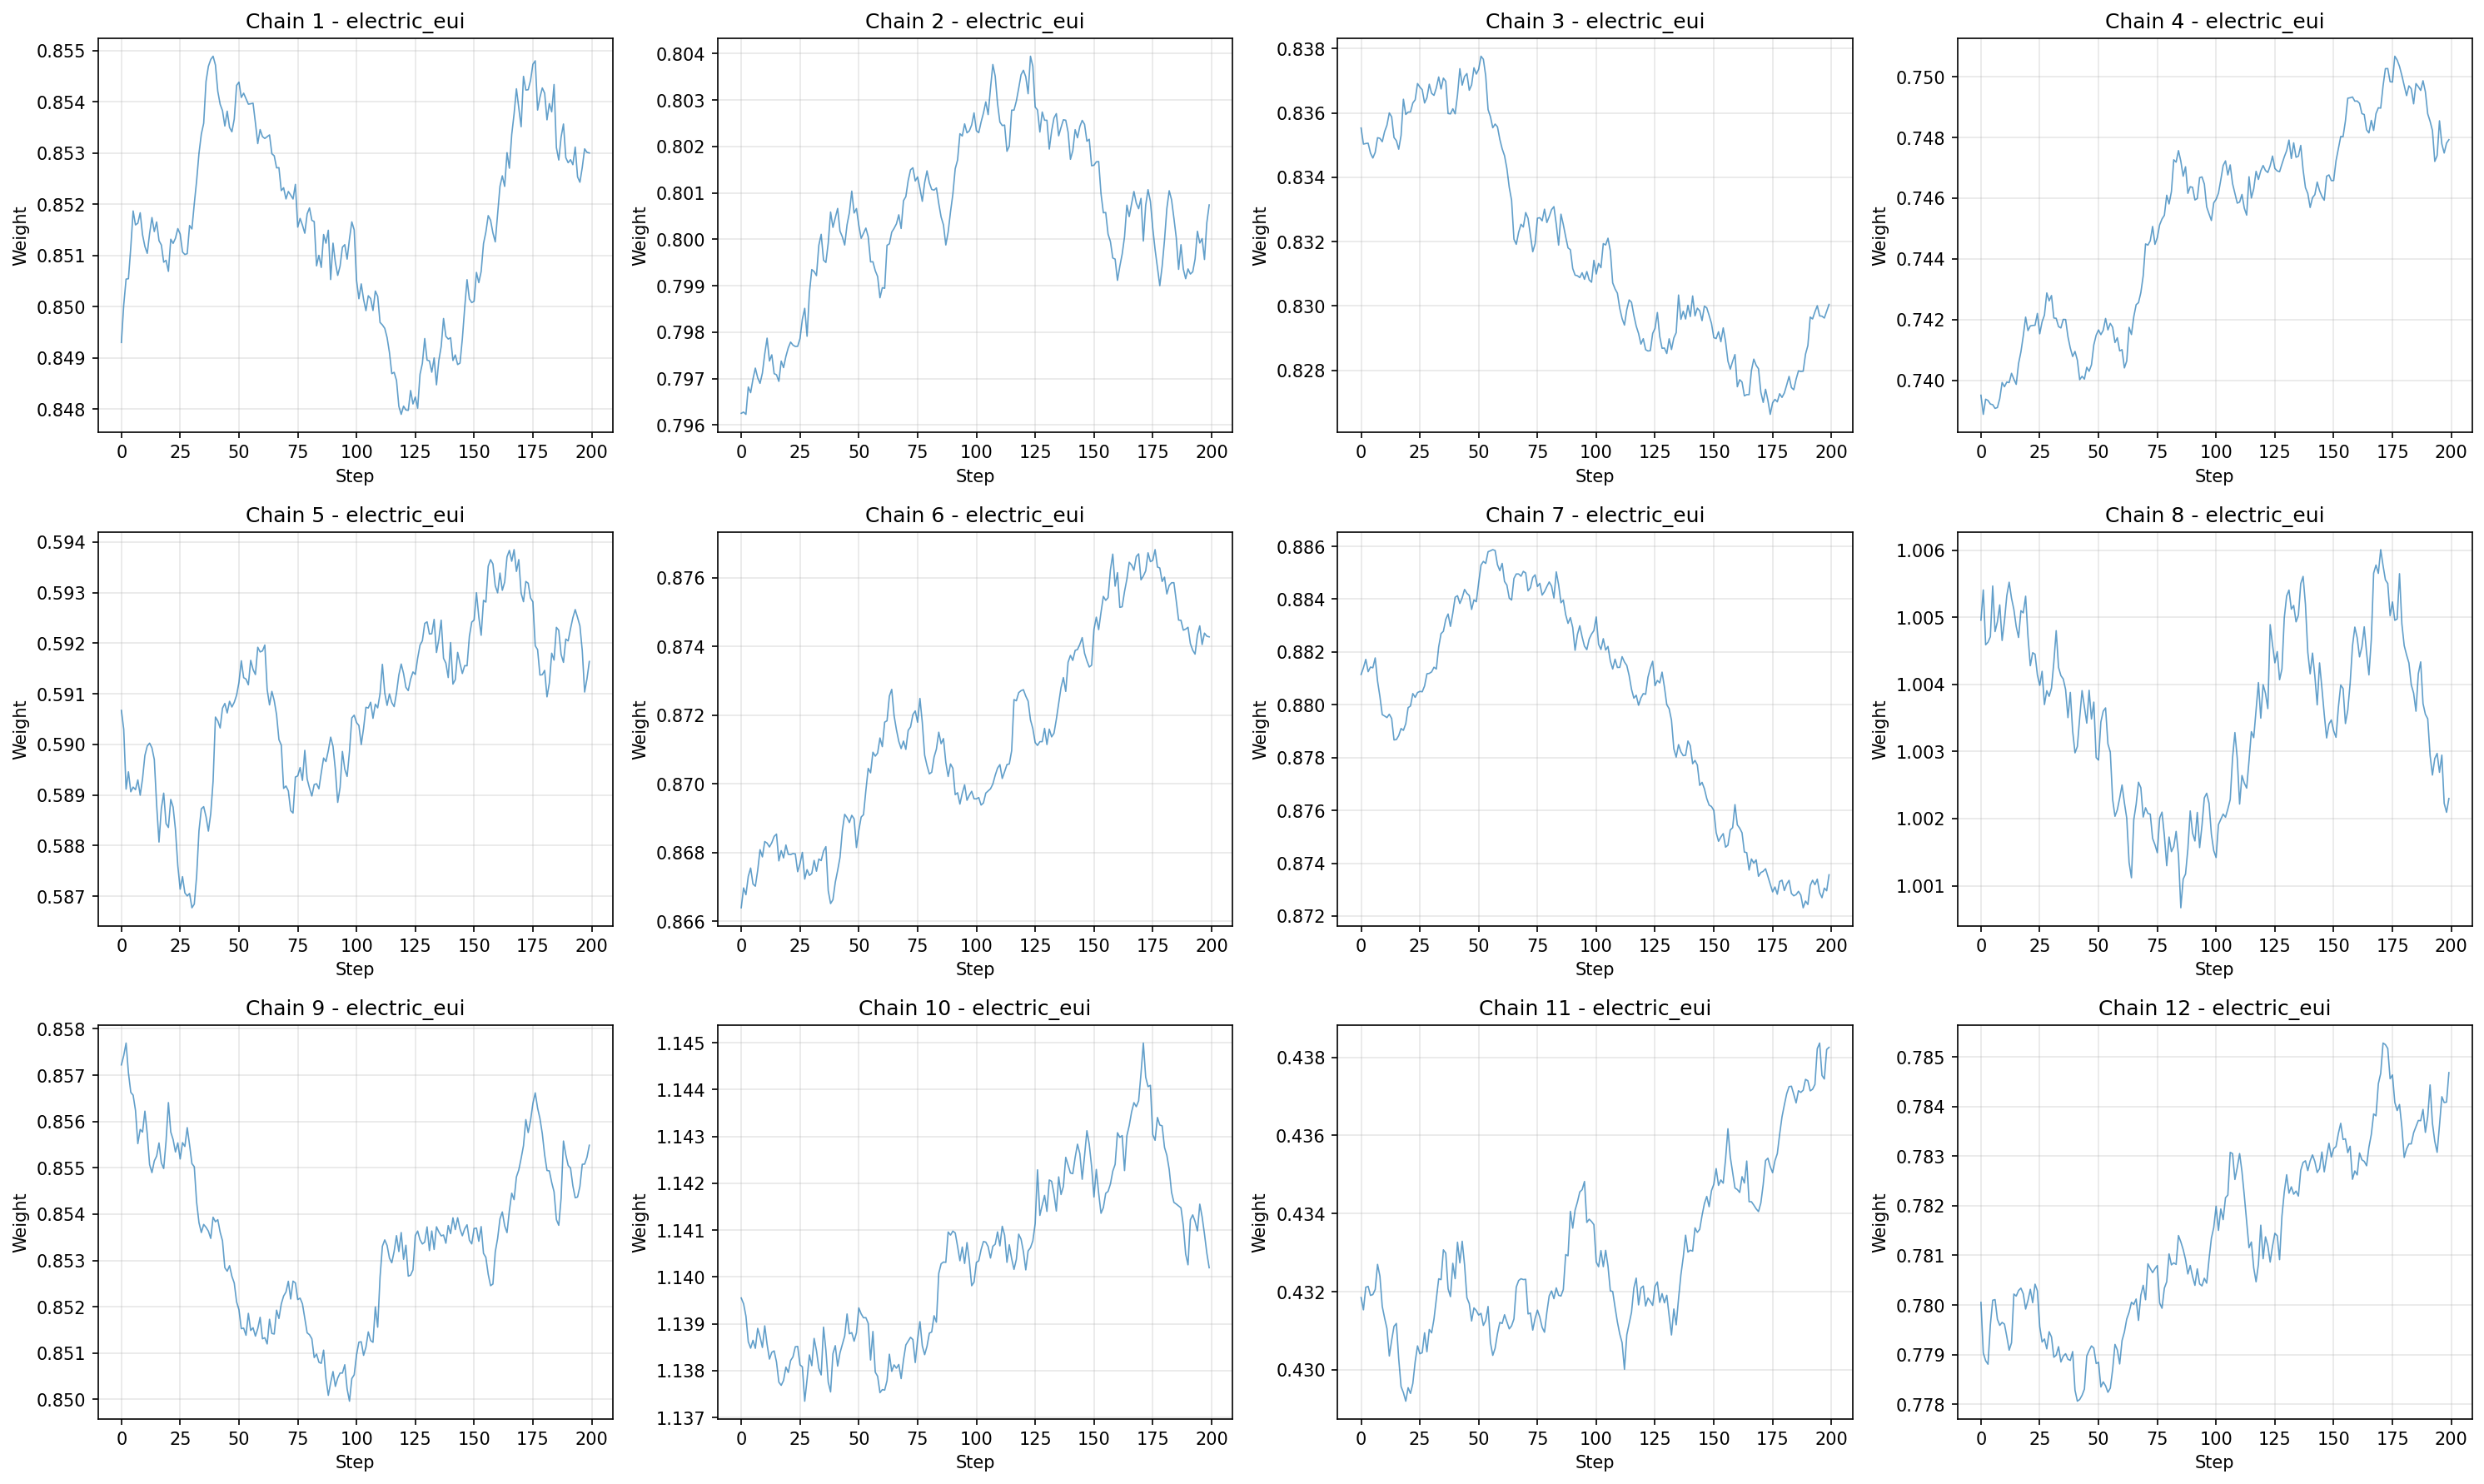 Chain 1 - electric_eui
Chain 2 - electric_eui
Chain 3 - electric_eui
Chain 4 - electric_eui
Weight
0.855
0.854
0.853
0.852
0.851
0.850
0.849
0.848
0 25 50 75 100 125 150 175 200
Step
Weight
0.804
0.803
0.802
0.801
0.800
0.799
0.798
0.797
0.796
0 25 50 75 100 125 150 175 200
Step
Weight
0.838
0.836
0.834
0.832
0.830
0.828
0 25 50 75 100 125 150 175 200
Step
Weight
0.750
0.748
0.746
0.744
0.742
0.740
0 25 50 75 100 125 150 175 200
Step
Chain 5 - electric_eui
Chain 6 - electric_eui
Chain 7 - electric_eui
Chain 8 - electric_eui
Weight
0.594
0.593
0.592
0.591
0.590
0.589
0.588
0.587
0 25 50 75 100 125 150 175 200
Step
Weight
0.876
0.874
0.872
0.870
0.868
0.866
0 25 50 75 100 125 150 175 200
Step
Weight
0.886
0.884
0.882
0.880
0.878
0.876
0.874
0.872
0 25 50 75 100 125 150 175 200
Step
Weight
1.006
1.005
1.004
1.003
1.002
1.001
0 25 50 75 100 125 150 175 200
Step
Chain 9 - electric_eui
Chain 10 - electric_eui
Chain 11 - electric_eui
Chain 12 - electric_eui
Weight
0.858
0.857
0.856
0.855
0.854
0.853
0.852
0.851
0.850
0 25 50 75 100 125 150 175 200
Step
Weight
1.145
1.144
1.143
1.142
1.141
1.140
1.139
1.138
1.137
0 25 50 75 100 125 150 175 200
Step
Weight
0.438
0.436
0.434
0.432
0.430
0 25 50 75 100 125 150 175 200
Step
Weight
0.785
0.784
0.783
0.782
0.781
0.780
0.779
0.778
0 25 50 75 100 125 150 175 200
Step